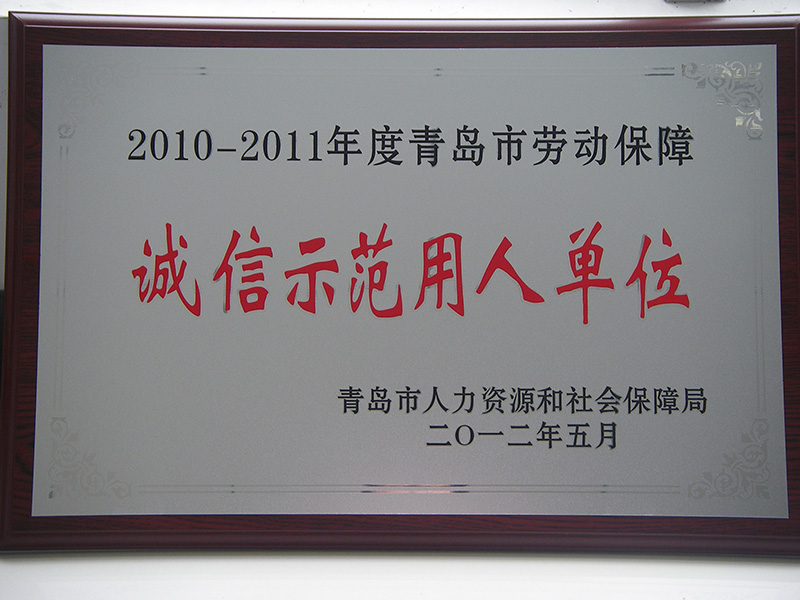 2010-2011年度青岛市劳动保障
诚信示范用人单位
青岛市人力资源和社会保障局
二〇一二年五月